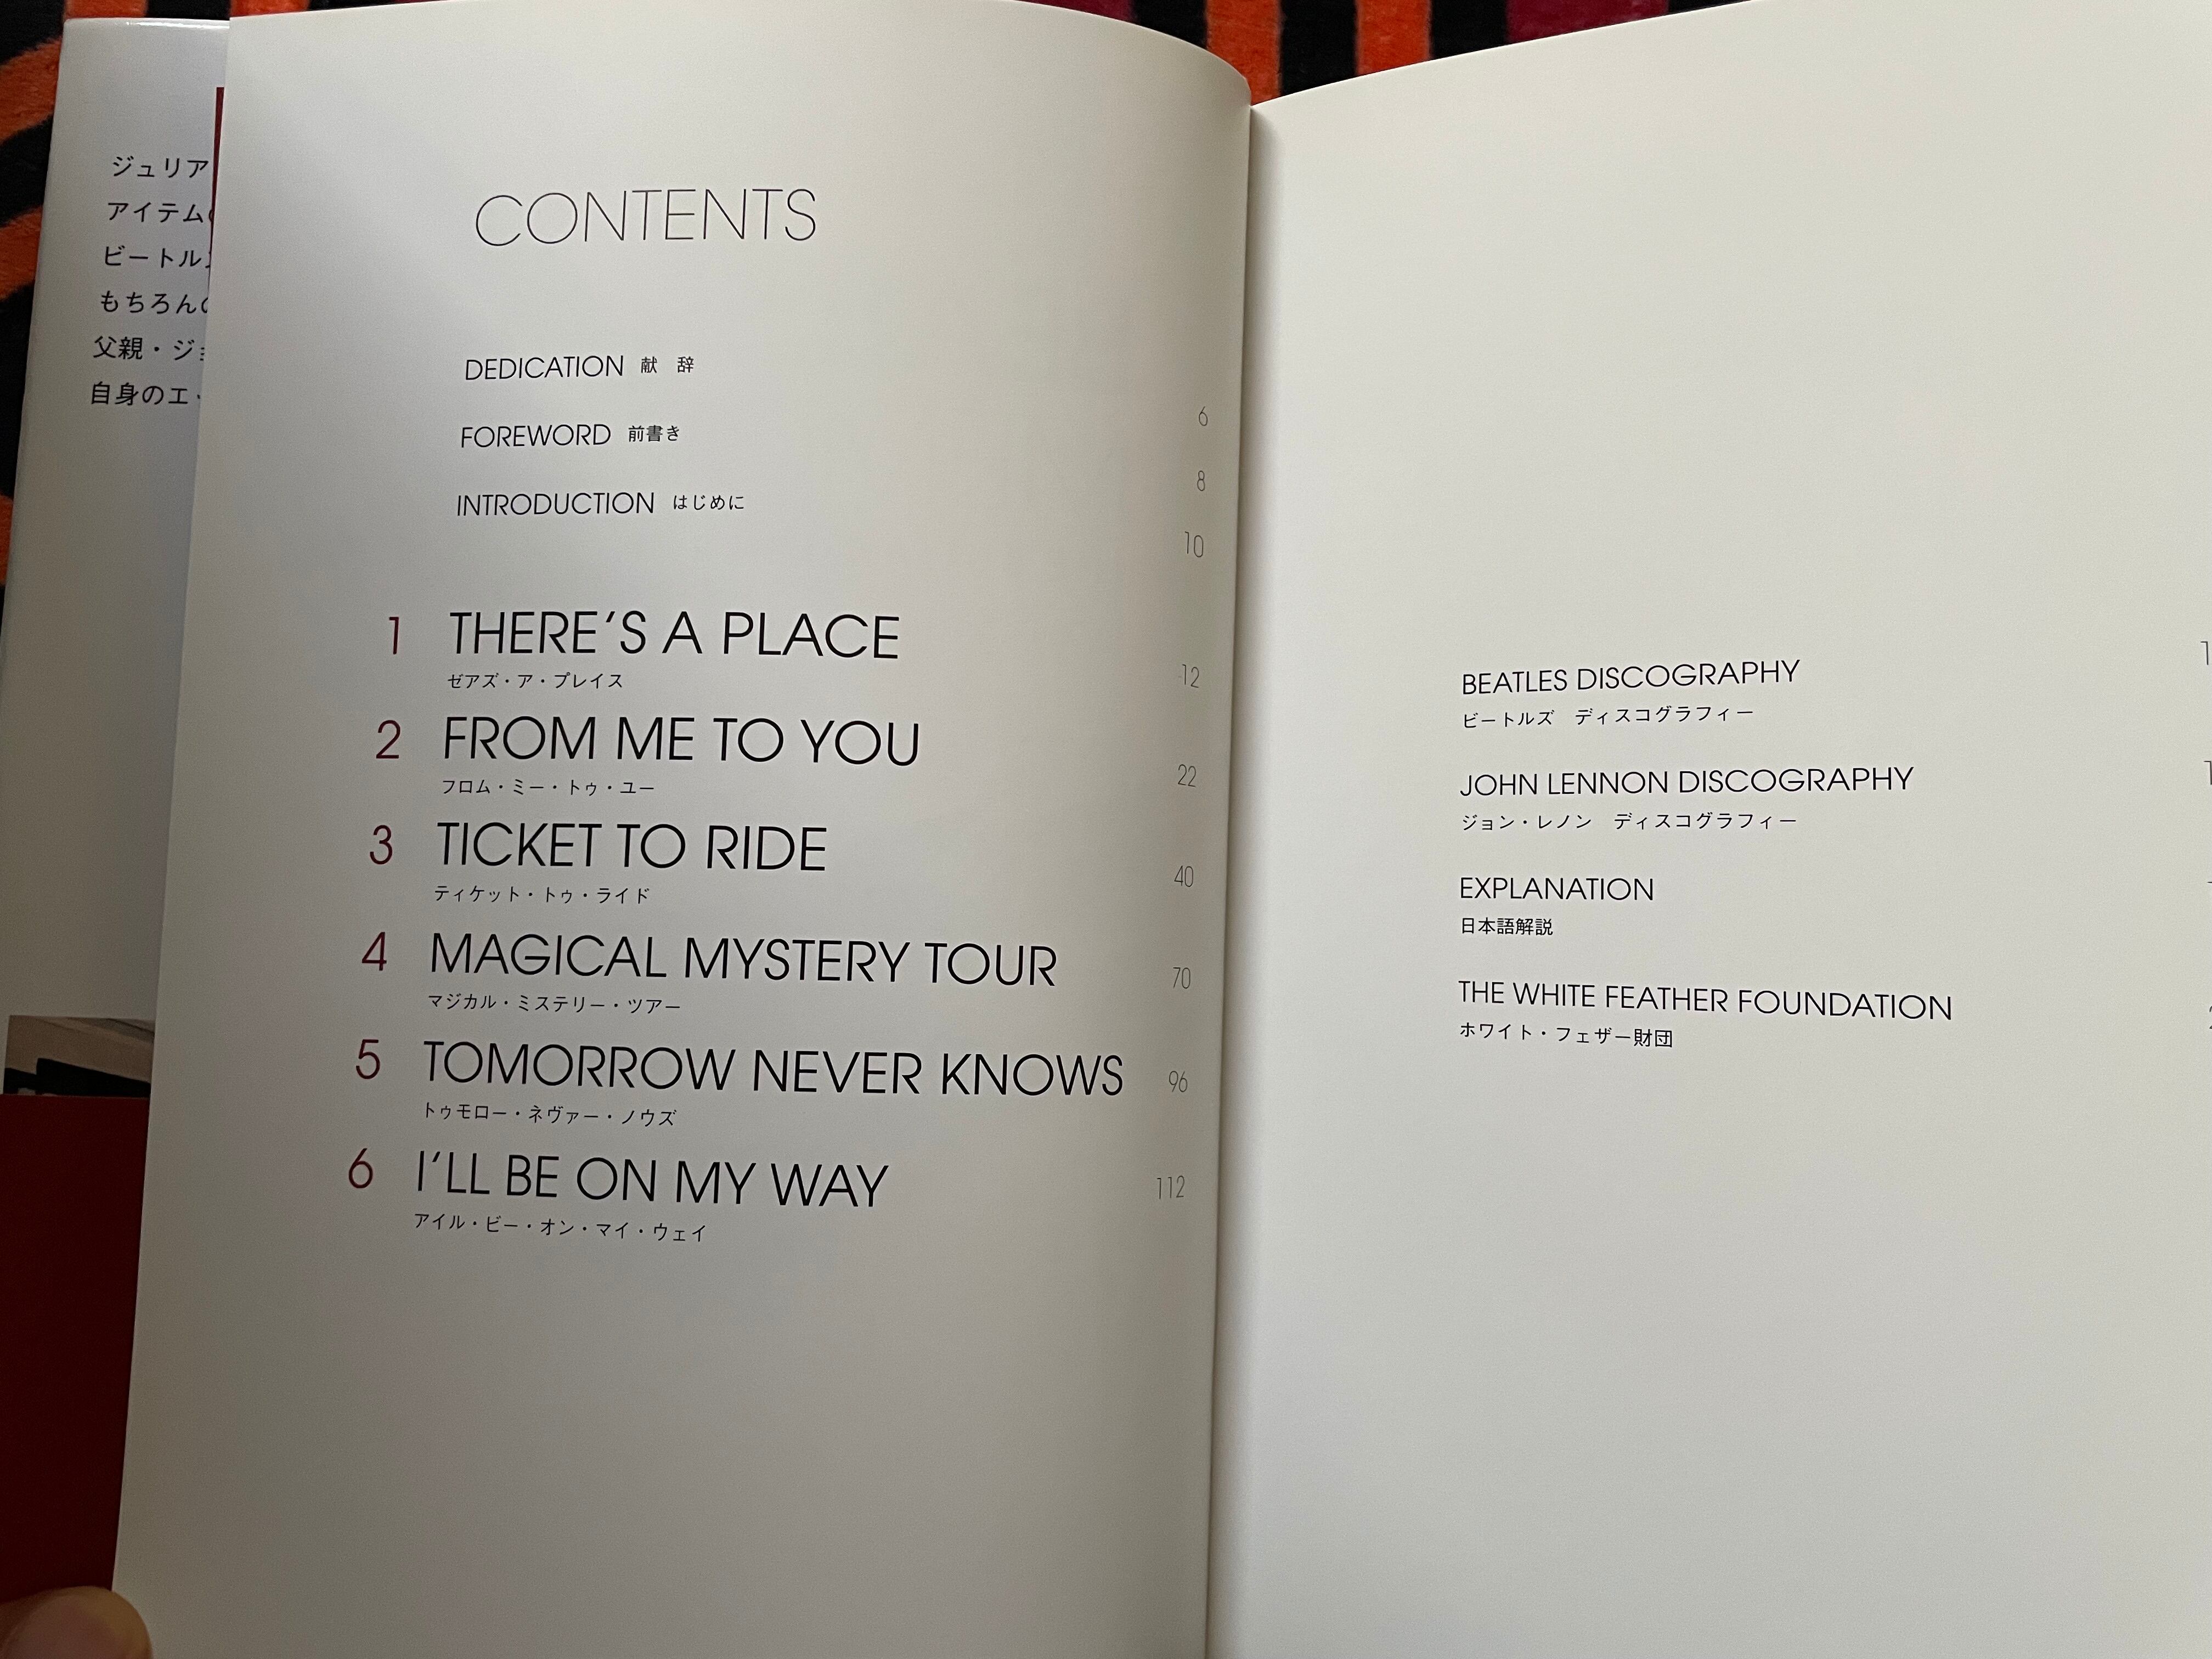 ジュリア
アイテム
ビートル
もちろん
父親・ジ
自身のエ
CONTENTS
DEDICATION 献 辞 6
FOREWORD 前書き 8
INTRODUCTION はじめに 10
1 THERE’S A PLACE 12
ゼアズ・ア・プレイス
2 FROM ME TO YOU 22
フロム・ミー・トゥ・ユー
3 TICKET TO RIDE 40
ティケット・トゥ・ライド
4 MAGICAL MYSTERY TOUR 70
マジカル・ミステリー・ツアー
5 TOMORROW NEVER KNOWS 96
トゥモロー・ネヴァー・ノウズ
6 I’LL BE ON MY WAY 112
アイル・ビー・オン・マイ・ウェイ
BEATLES DISCOGRAPHY
ビートルズ ディスコグラフィー
JOHN LENNON DISCOGRAPHY
ジョン・レノン ディスコグラフィー
EXPLANATION
日本語解説
THE WHITE FEATHER FOUNDATION
ホワイト・フェザー財団